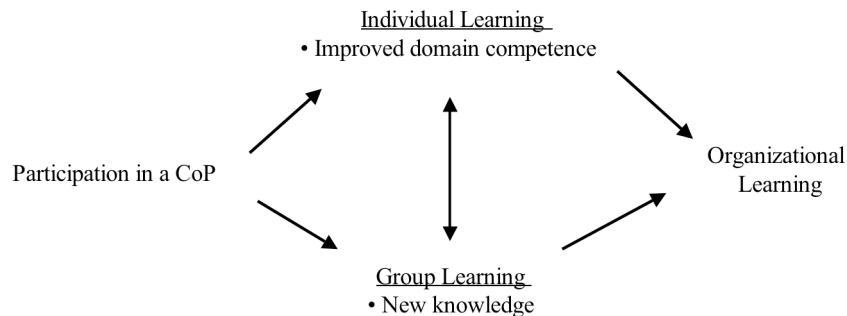 Individual Learning
• Improved domain competence
Participation in a CoP
Organizational
Learning
Group Learning
• New knowledge